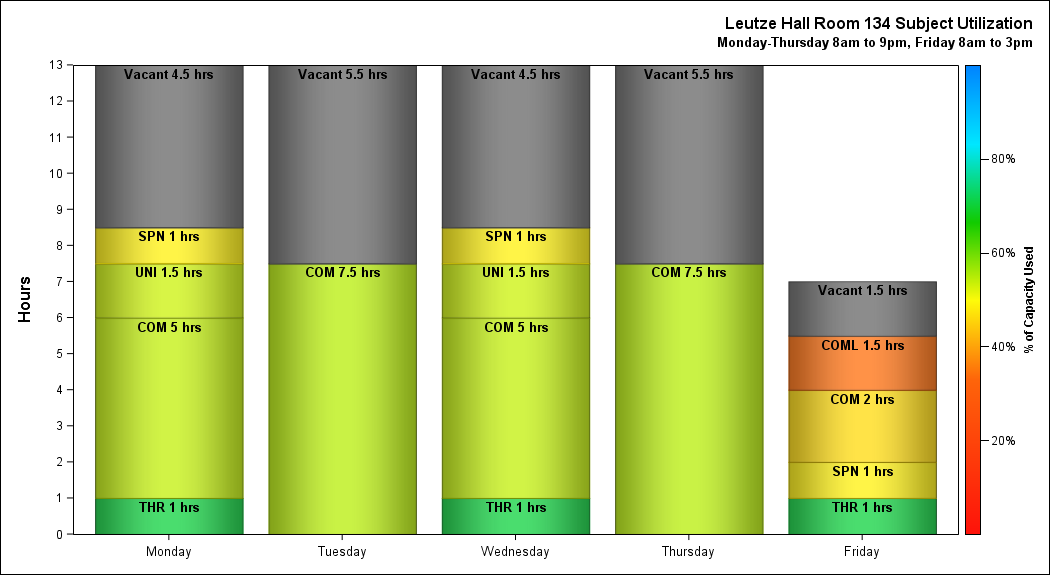 Leutze Hall Room 134 Subject Utilization
Monday-Thursday 8am to 9pm, Friday 8am to 3pm
Hours
13
12
11
10
9
8
7
6
5
4
3
2
1
0
Vacant 4.5 hrs
SPN 1 hrs
UNI 1.5 hrs
COM 5 hrs
THR 1 hrs
Monday
Vacant 5.5 hrs
COM 7.5 hrs
Tuesday
Vacant 4.5 hrs
SPN 1 hrs
UNI 1.5 hrs
COM 5 hrs
THR 1 hrs
Wednesday
Vacant 5.5 hrs
COM 7.5 hrs
Thursday
Vacant 1.5 hrs
COML 1.5 hrs
COM 2 hrs
SPN 1 hrs
THR 1 hrs
Friday
80%
60%
40%
20%
% of Capacity Used